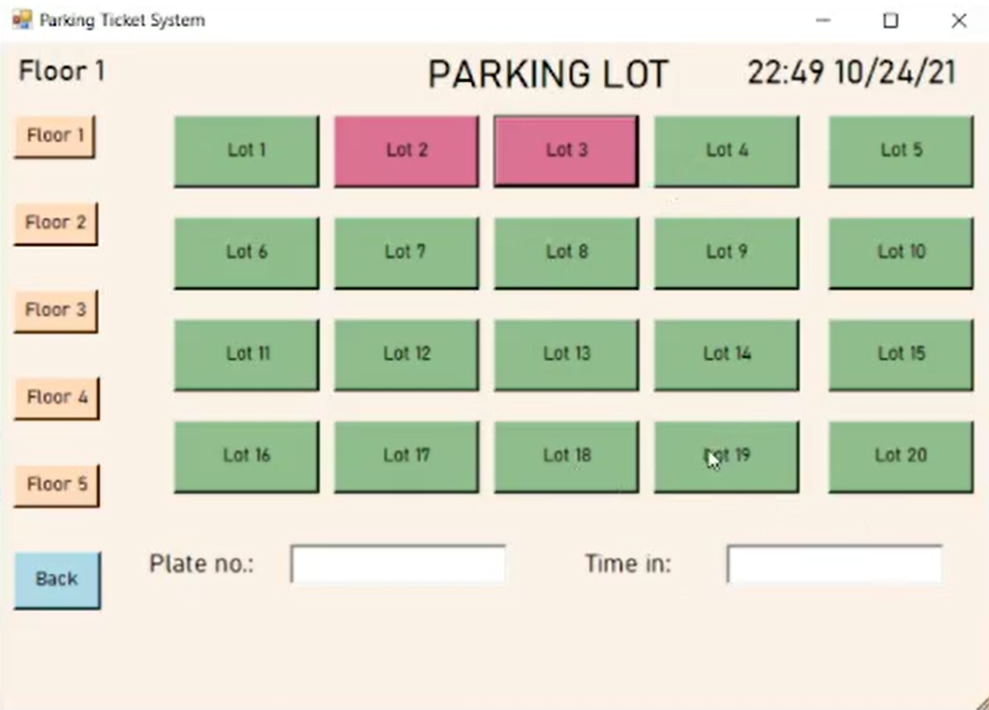 Parking Ticket System
Floor 1 PARKING LOT 22:49 10/24/21
Floor 1 Lot 1 Lot 2 Lot 3 Lot 4 Lot 5
Floor 2 Lot 6 Lot 7 Lot 8 Lot 9 Lot 10
Floor 3 Lot 11 Lot 12 Lot 13 Lot 14 Lot 15
Floor 4 Lot 16 Lot 17 Lot 18 Lot 19 Lot 20
Floor 5
Back Plate no.: Time in: